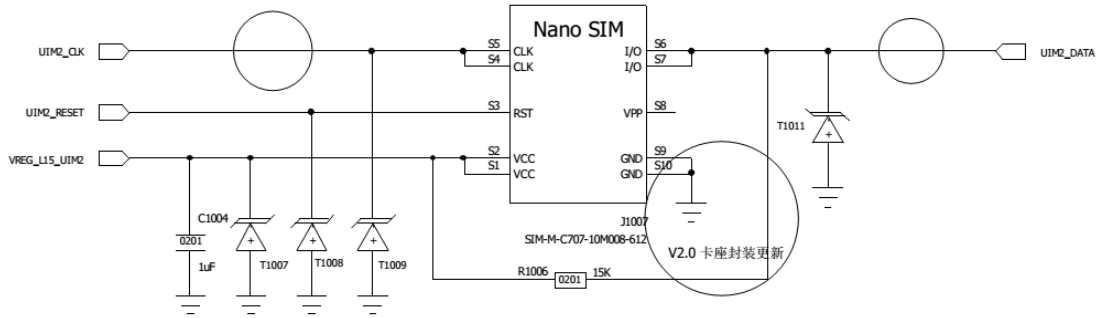 Nano SIM
UIM2_CLK
S5
CLK
I/O
S6
UIM2_DATA
S4
CLK
I/O
S7
UIM2_RESET
S3
RST
VPP
S8
T1011
VREG_L15_UIM2
S2
VCC
GND
S9
S1
VCC
GND
S10
C1004
J1007
SIM-M-C707-10M008-612
0201
V2.0 卡座封装更新
1uF
T1007
T1008
T1009
R1006
0201
15K